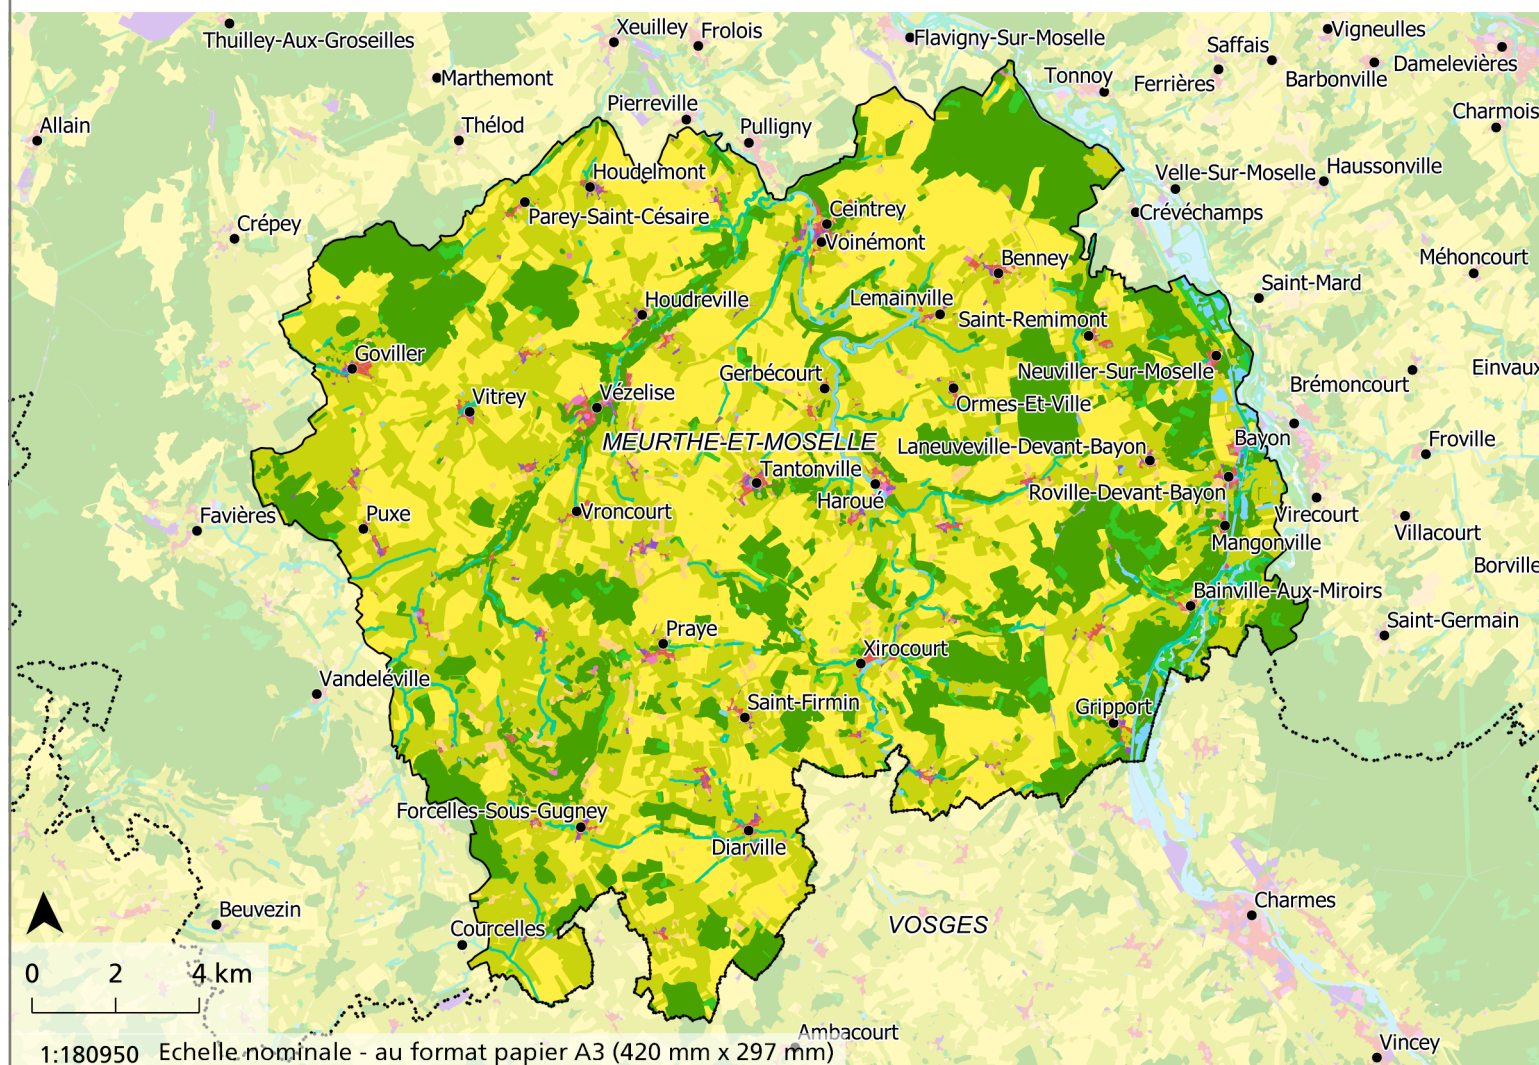 Thuilley-Aux-Groseilles
Xeuilley
Frolois
Flavigny-Sur-Moselle
Vigneulles
Saffais
Damelevières
Marthemont
Tonnoy
Ferrières
Barbonville
Pierreville
Charmois
Allain
Thélod
Pulligny
Houdelmont
Velle-Sur-Moselle
Haussonville
Crépey
Parey-Saint-Césaire
Ceintrey
Crévéchamps
Voinémont
Benney
Méhoncourt
Houdreville
Lemainville
Saint-Mard
Saint-Remimont
Goviller
Gerbécourt
Neuviller-Sur-Moselle
Einvaux
Brémoncourt
Vitrey
Vézelise
Ormes-Et-Ville
MEURTHE-ET-MOSELLE
Laneuveville-Devant-Bayon
Bayon
Froville
Tantonville
Haroué
Roville-Devant-Bayon
Favières
Puxe
Vroncourt
Virecourt
Villacourt
Mangonville
Borville
Bainville-Aux-Miroirs
Praye
Xirocourt
Saint-Germain
Vandeléville
Saint-Firmin
Gripport
Forcelles-Sous-Gugney
Diarville
Charmes
Beuvezin
Courcelles
VOSGES
0 2 4 km
Ambacourt
Vincey
1:180950 Echelle nominale - au format papier A3 (420 mm x 297 mm)